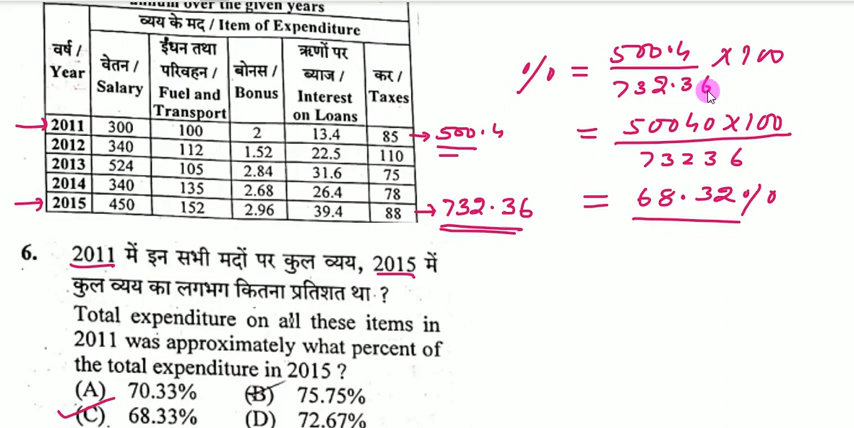 annum over the given years
व्यय के मद / Item of Expenditure
वर्ष / Year
वेतन / Salary
ईंधन तथा परिवहन / Fuel and Transport
बोनस / Bonus
ऋणों पर ब्याज / Interest on Loans
कर / Taxes
2011 300 100 2 13.4 85 → 500.4
2012 340 112 1.52 22.5 110
2013 524 105 2.84 31.6 75
2014 340 135 2.68 26.4 78
2015 450 152 2.96 39.4 88 → 732.36
% = 500.4 / 732.36 × 100
= 50040 × 100 / 73236
= 68.32%
6. 2011 में इन सभी मदों पर कुल व्यय, 2015 में
कुल व्यय का लगभग कितना प्रतिशत था ?
Total expenditure on all these items in
2011 was approximately what percent of
the total expenditure in 2015 ?
(A) 70.33% (B) 75.75%
(C) 68.33% (D) 72.67%